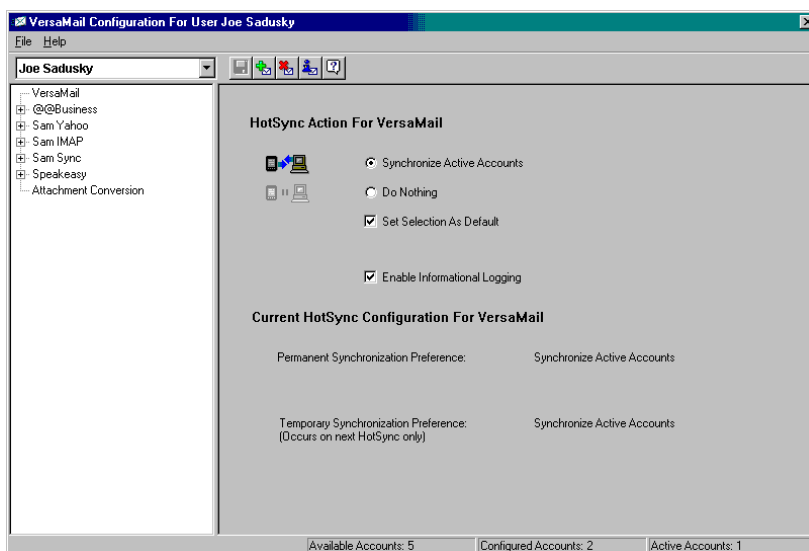 VersaMail Configuration For User Joe Sadusky
File Help
Joe Sadusky
VersaMail
@@Business
Sam Yahoo
Sam IMAP
Sam Sync
Speakeasy
Attachment Conversion
HotSync Action For VersaMail
Synchronize Active Accounts
Do Nothing
Set Selection As Default
Enable Informational Logging
Current HotSync Configuration For VersaMail
Permanent Synchronization Preference: Synchronize Active Accounts
Temporary Synchronization Preference: Synchronize Active Accounts
(Occurs on next HotSync only)
Available Accounts: 5 Configured Accounts: 2 Active Accounts: 1